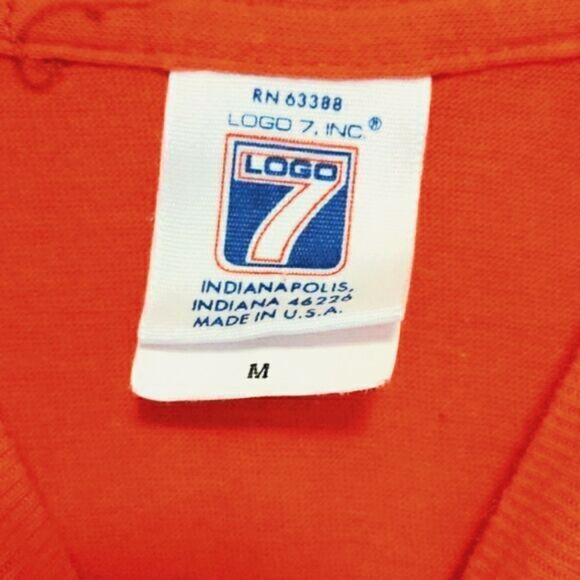 RN 63388
LOGO 7, INC.®
LOGO
7
INDIANAPOLIS,
INDIANA 46226
MADE IN U.S.A.
M